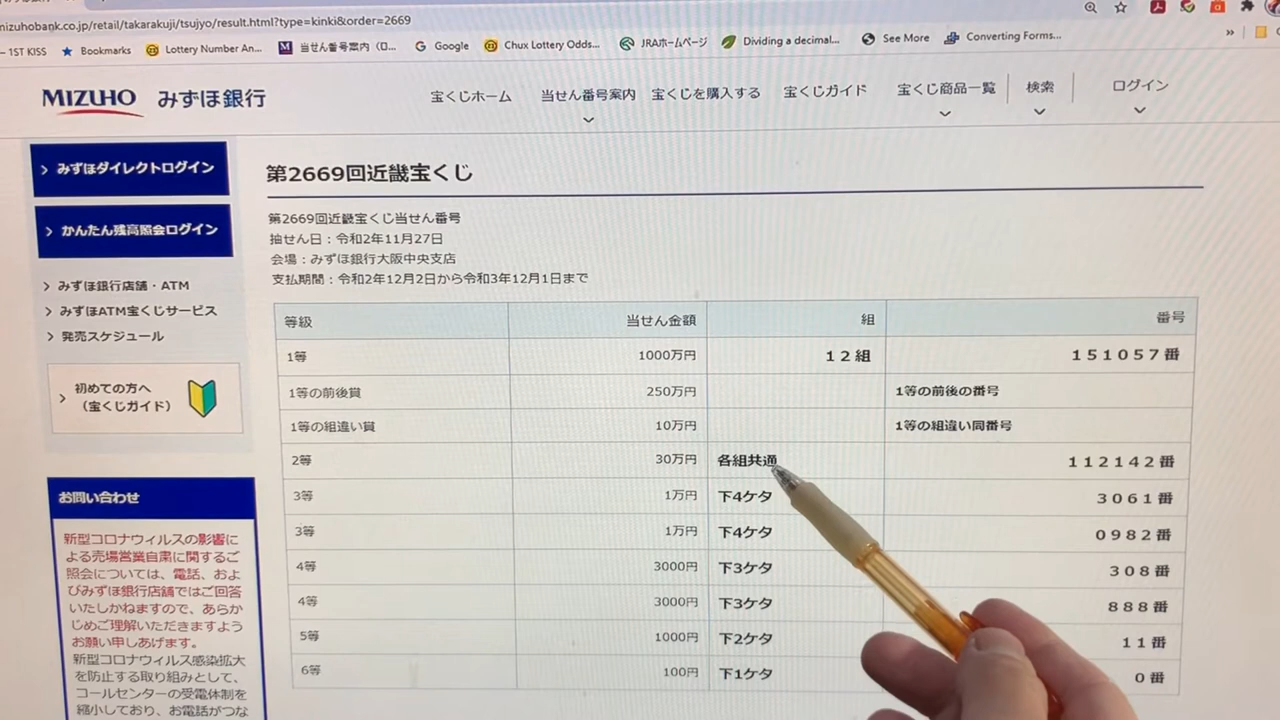 mizuhobank.co.jp/retail/takarakuji/tsujyo/result.html?type=kinki&order=2669
1ST KISS
Bookmarks
Lottery Number An...
当せん番号案内（ロ...
Google
Chux Lottery Odds...
JRAホームページ
Dividing a decimal...
See More
Converting Forms...
»
MIZUHO みずほ銀行
宝くじホーム
当せん番号案内
宝くじを購入する
宝くじガイド
宝くじ商品一覧
検索
ログイン
みずほダイレクトログイン
かんたん残高照会ログイン
みずほ銀行店舗・ATM
みずほATM宝くじサービス
発売スケジュール
初めての方へ
（宝くじガイド）
お問い合わせ
新型コロナウィルスの影響に
よる売場営業自粛に関するご
照会については、電話、およ
びみずほ銀行店舗ではご回答
いたしかねますので、あらか
じめご理解いただきますよう
お願い申しあげます。
新型コロナウィルス感染拡大
を防止する取り組みとして、
コールセンターの受電体制を
縮小しており、お電話がつな
第2669回近畿宝くじ
第2669回近畿宝くじ当せん番号
抽せん日：令和2年11月27日
会場：みずほ銀行大阪中央支店
支払期間：令和2年12月2日から令和3年12月1日まで
等級 当せん金額 組 番号
1等 1000万円 12組 151057番
1等の前後賞 250万円 1等の前後の番号
1等の組違い賞 10万円 1等の組違い同番号
2等 30万円 各組共通 112142番
3等 1万円 下4ケタ 3061番
3等 1万円 下4ケタ 0982番
4等 3000円 下3ケタ 308番
4等 3000円 下3ケタ 888番
5等 1000円 下2ケタ 11番
6等 100円 下1ケタ 0番